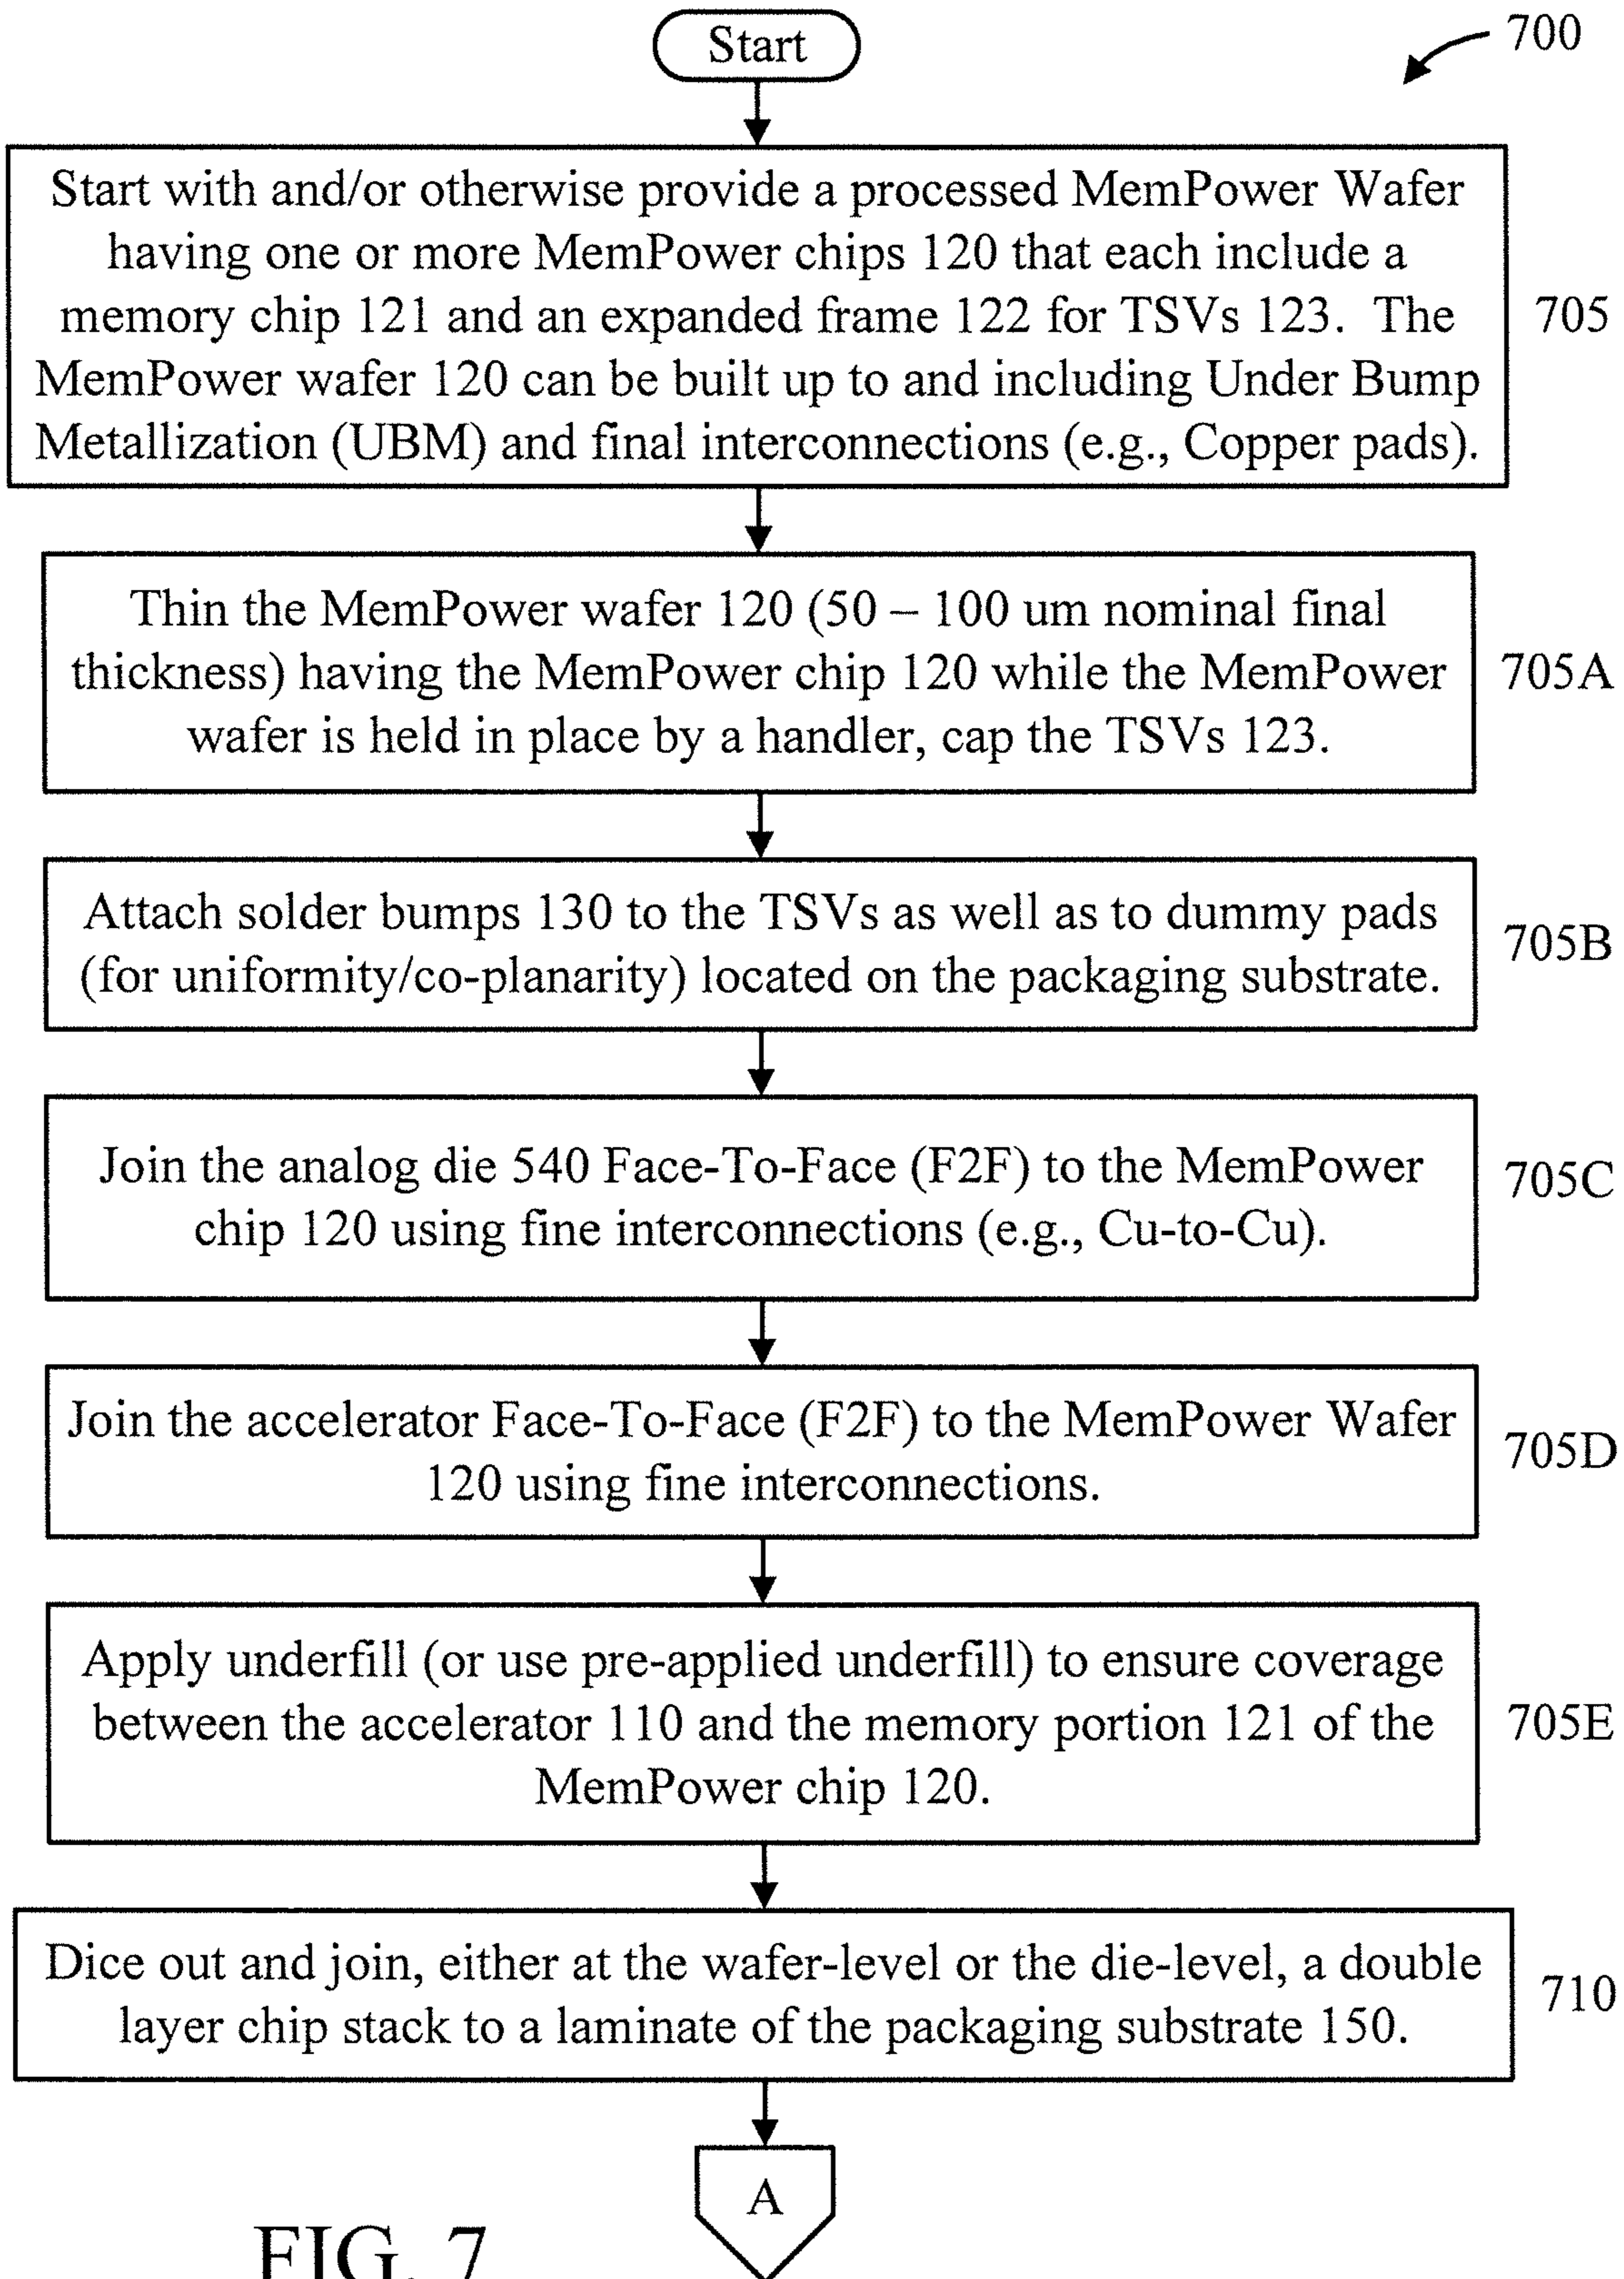 Start
700
Start with and/or otherwise provide a processed MemPower Wafer
having one or more MemPower chips 120 that each include a
memory chip 121 and an expanded frame 122 for TSVs 123. The
MemPower wafer 120 can be built up to and including Under Bump
Metallization (UBM) and final interconnections (e.g., Copper pads).
705
Thin the MemPower wafer 120 (50 – 100 um nominal final
thickness) having the MemPower chip 120 while the MemPower
wafer is held in place by a handler, cap the TSVs 123.
705A
Attach solder bumps 130 to the TSVs as well as to dummy pads
(for uniformity/co-planarity) located on the packaging substrate.
705B
Join the analog die 540 Face-To-Face (F2F) to the MemPower
chip 120 using fine interconnections (e.g., Cu-to-Cu).
705C
Join the accelerator Face-To-Face (F2F) to the MemPower Wafer
120 using fine interconnections.
705D
Apply underfill (or use pre-applied underfill) to ensure coverage
between the accelerator 110 and the memory portion 121 of the
MemPower chip 120.
705E
Dice out and join, either at the wafer-level or the die-level, a double
layer chip stack to a laminate of the packaging substrate 150.
710
A
FIG. 7